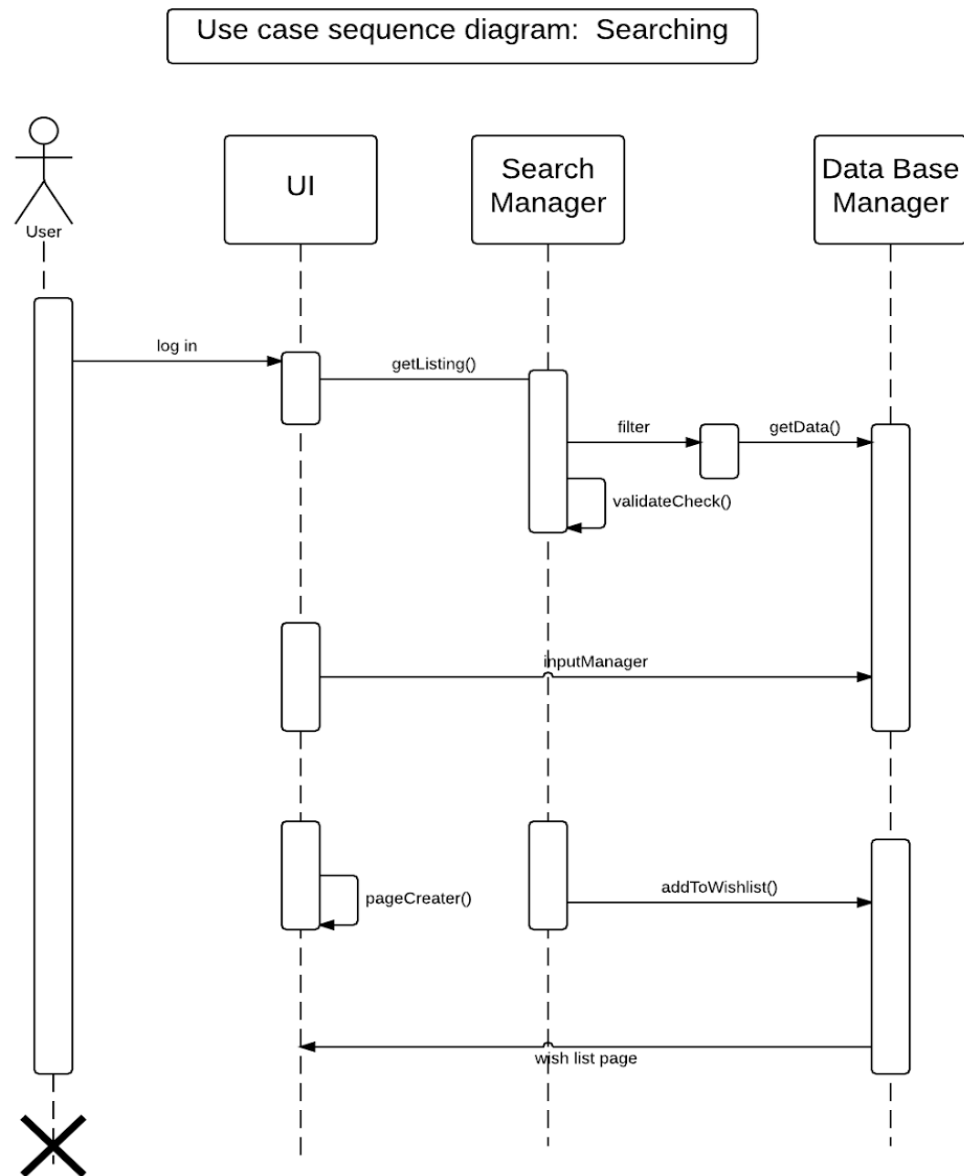 Use case sequence diagram:  Searching
User
UI
Search
Manager
Data Base
Manager
log in
getListing()
filter
getData()
validateCheck()
inputManager
pageCreater()
addToWishlist()
wish list page